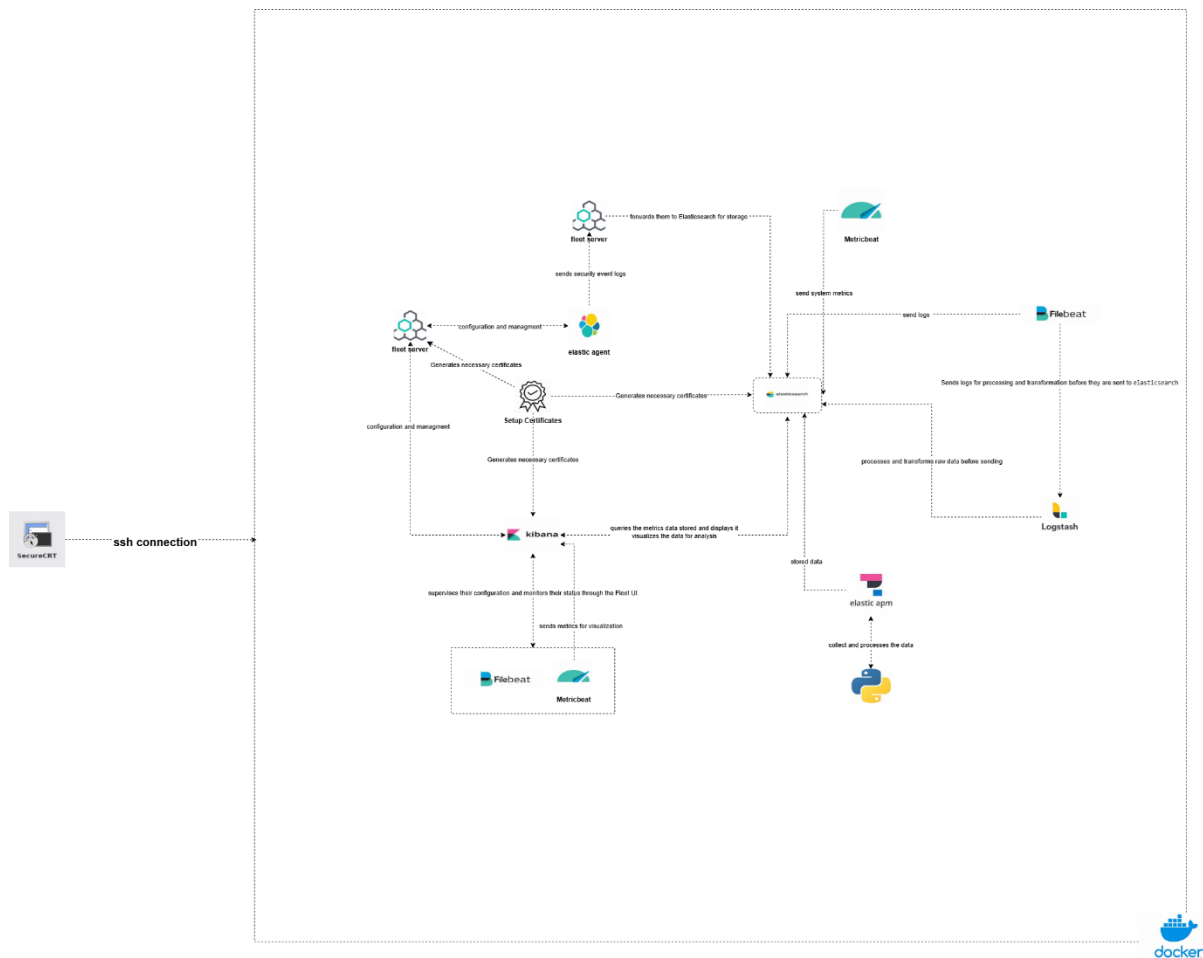 fleet server
forwards them to Elasticsearch for storage
Metricbeat
sends security event logs
send system metrics
send logs
Filebeat
fleet server
configuration and managment
elastic agent
Generates necessary certificates
Sends logs for processing and transformation before they are sent to elasticsearch
Setup Certificates
Generates necessary certificates
elasticsearch
configuration and managment
Generates necessary certificates
processes and transforms raw data before sending
Logstash
SecureCRT
ssh connection
kibana
queries the metrics data stored and displays it
visualizes the data for analysis
stored data
supervises their configuration and monitors their status through the Fleet UI
elastic apm
sends metrics for visualization
collect and processes the data
Filebeat
Metricbeat
docker